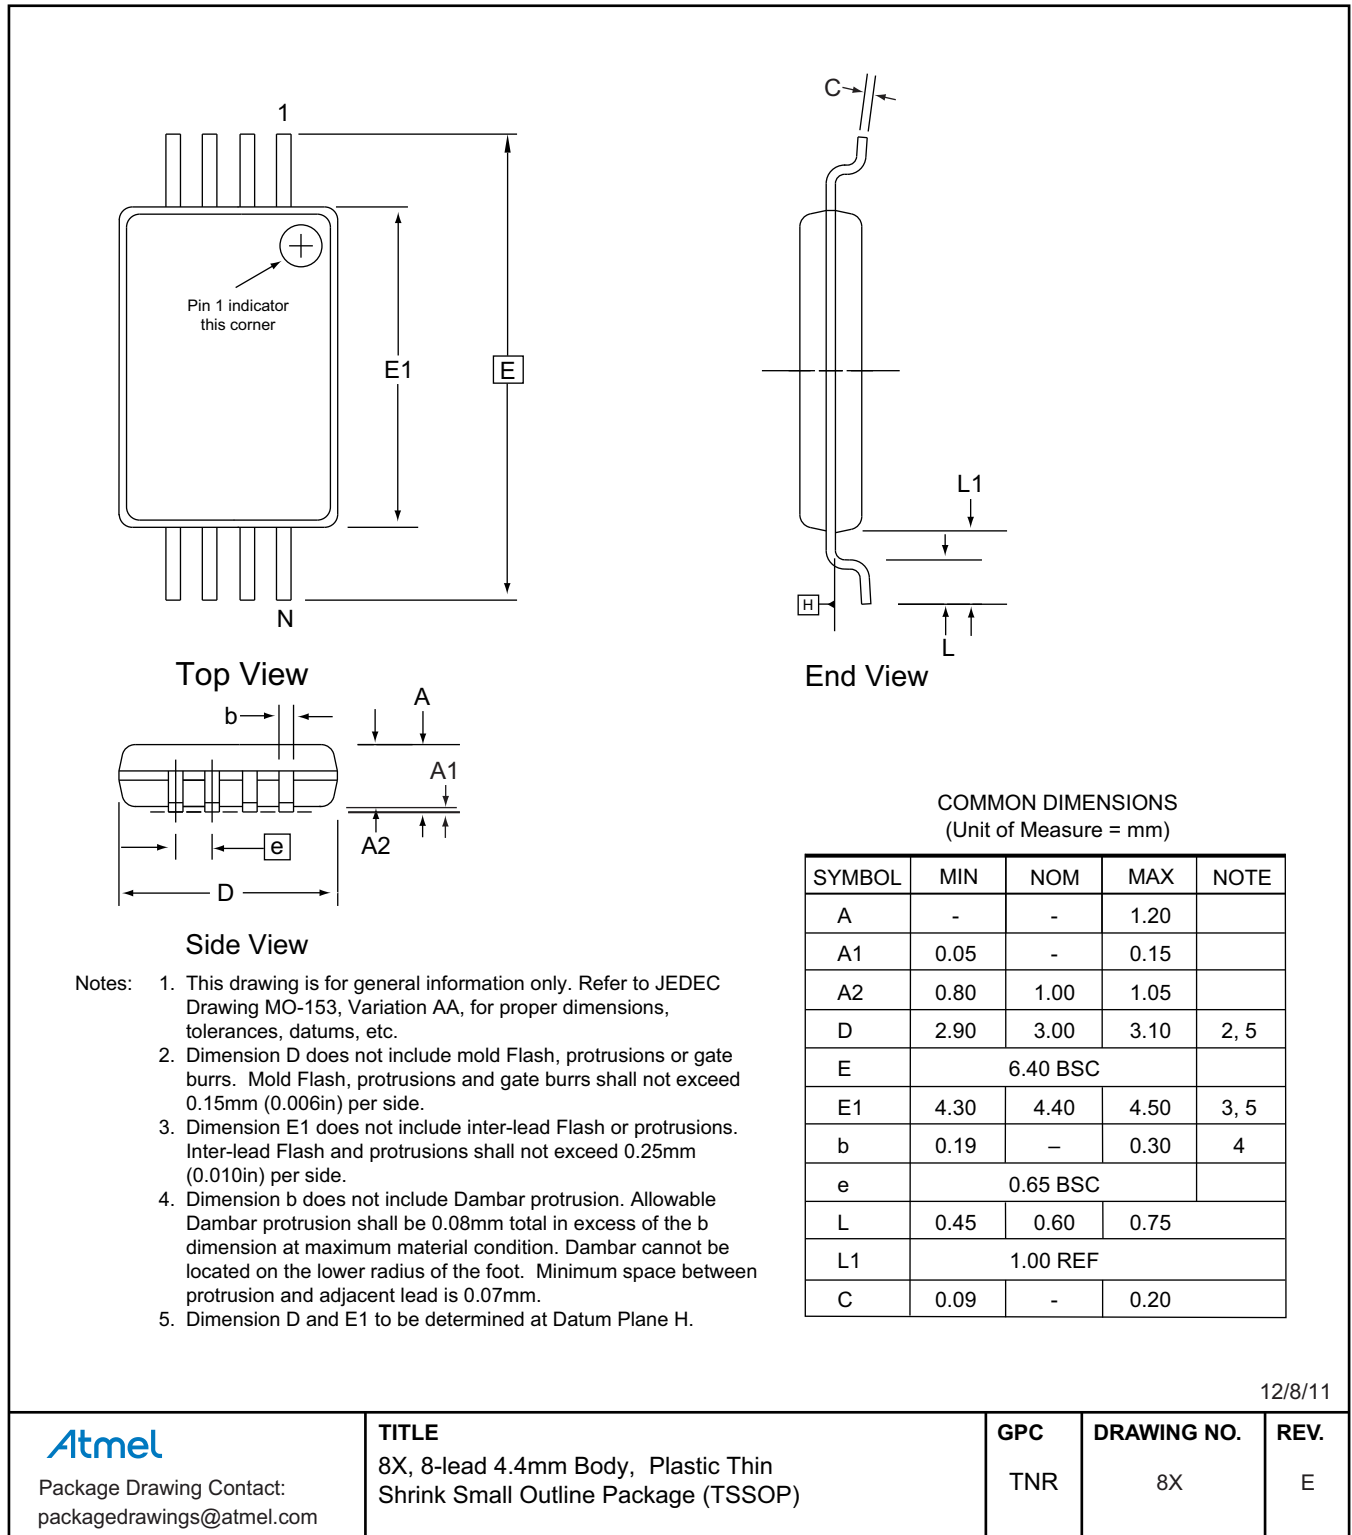 1
C
Pin 1 indicator
this corner
E1
E
L1
H
N
L
Top View
End View
b
A
A1
e
A2
D
Side View
COMMON DIMENSIONS
(Unit of Measure = mm)
SYMBOL MIN NOM MAX NOTE
A - - 1.20
A1 0.05 - 0.15
A2 0.80 1.00 1.05
D 2.90 3.00 3.10 2, 5
E 6.40 BSC
E1 4.30 4.40 4.50 3, 5
b 0.19 – 0.30 4
e 0.65 BSC
L 0.45 0.60 0.75
L1 1.00 REF
C 0.09 - 0.20
Notes: 1. This drawing is for general information only. Refer to JEDEC
Drawing MO-153, Variation AA, for proper dimensions,
tolerances, datums, etc.
2. Dimension D does not include mold Flash, protrusions or gate
burrs. Mold Flash, protrusions and gate burrs shall not exceed
0.15mm (0.006in) per side.
3. Dimension E1 does not include inter-lead Flash or protrusions.
Inter-lead Flash and protrusions shall not exceed 0.25mm
(0.010in) per side.
4. Dimension b does not include Dambar protrusion. Allowable
Dambar protrusion shall be 0.08mm total in excess of the b
dimension at maximum material condition. Dambar cannot be
located on the lower radius of the foot. Minimum space between
protrusion and adjacent lead is 0.07mm.
5. Dimension D and E1 to be determined at Datum Plane H.
12/8/11
Atmel
Package Drawing Contact:
packagedrawings@atmel.com
TITLE
8X, 8-lead 4.4mm Body, Plastic Thin
Shrink Small Outline Package (TSSOP)
GPC
TNR
DRAWING NO.
8X
REV.
E